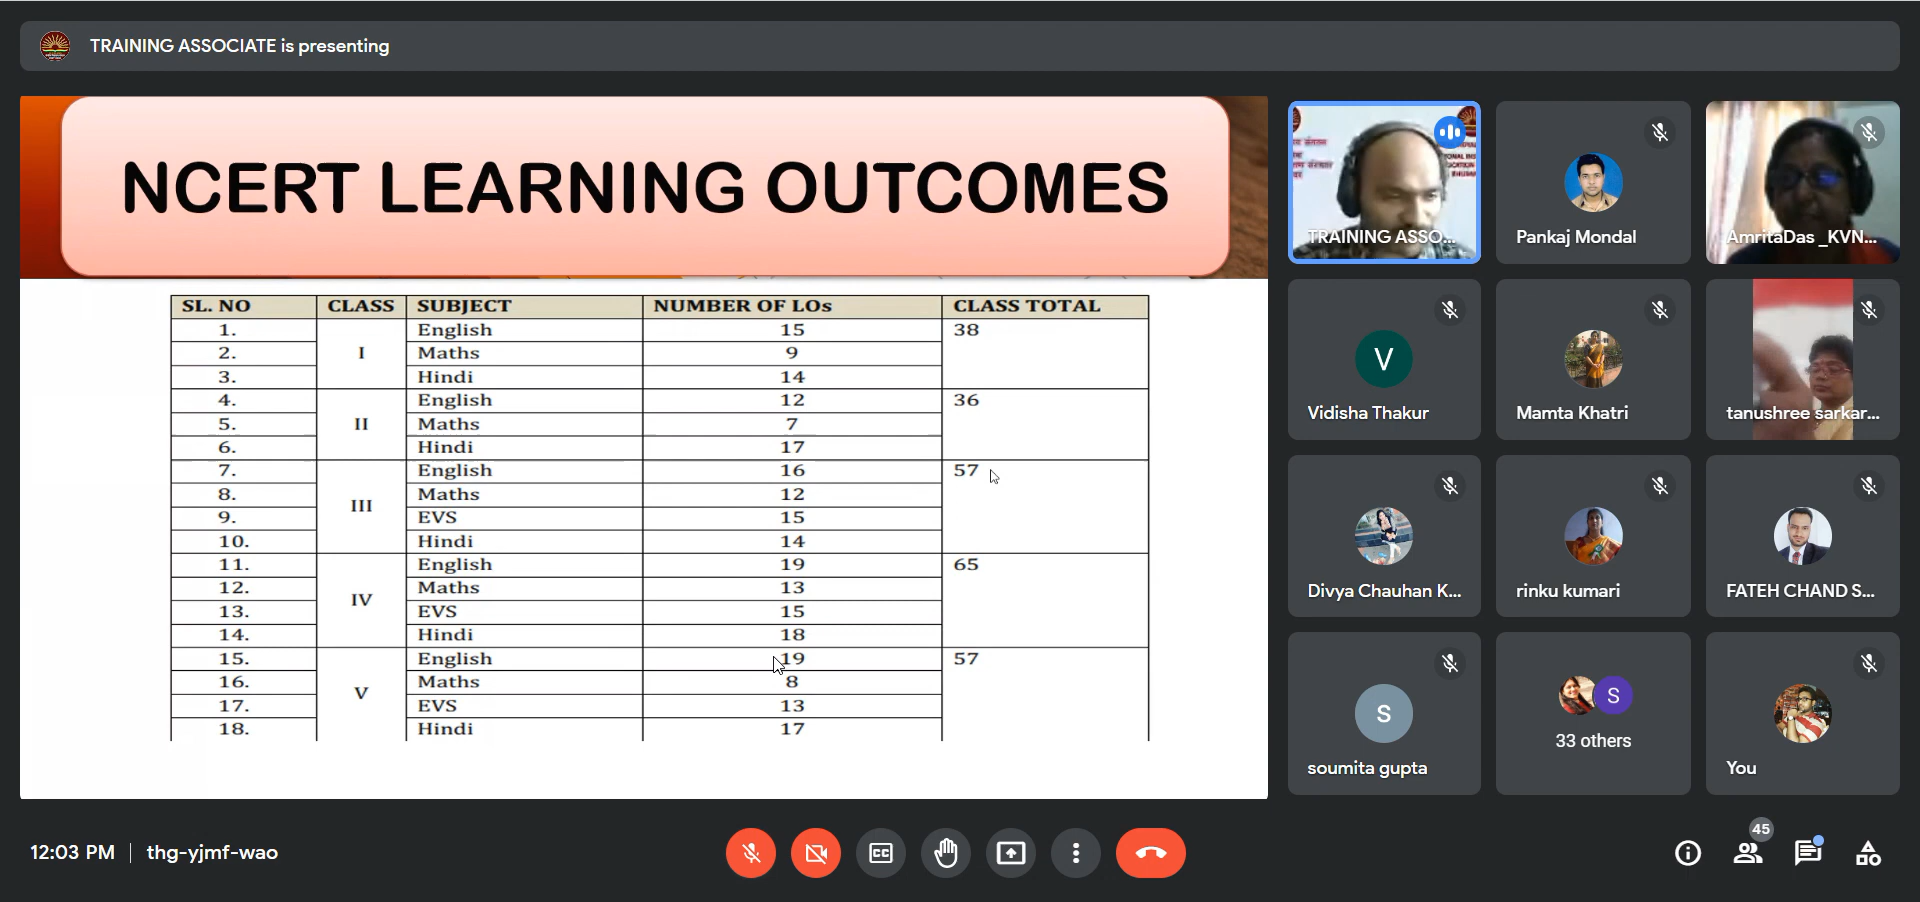 TRAINING ASSOCIATE is presenting
NCERT LEARNING OUTCOMES
SL. NO CLASS SUBJECT NUMBER OF LOs CLASS TOTAL
1. I English 15 38
2. Maths 9
3. Hindi 14
4. II English 12 36
5. Maths 7
6. Hindi 17
7. III English 16 57
8. Maths 12
9. EVS 15
10. Hindi 14
11. IV English 19 65
12. Maths 13
13. EVS 15
14. Hindi 18
15. V English 19 57
16. Maths 8
17. EVS 13
18. Hindi 17
TRAINING ASSO...
Pankaj Mondal
AmritaDas _KVN...
V
Vidisha Thakur
Mamta Khatri
tanushree sarkar...
Divya Chauhan K...
rinku kumari
FATEH CHAND S...
S
soumita gupta
S
33 others
You
12:03 PM | thg-yjmf-wao
CC
45